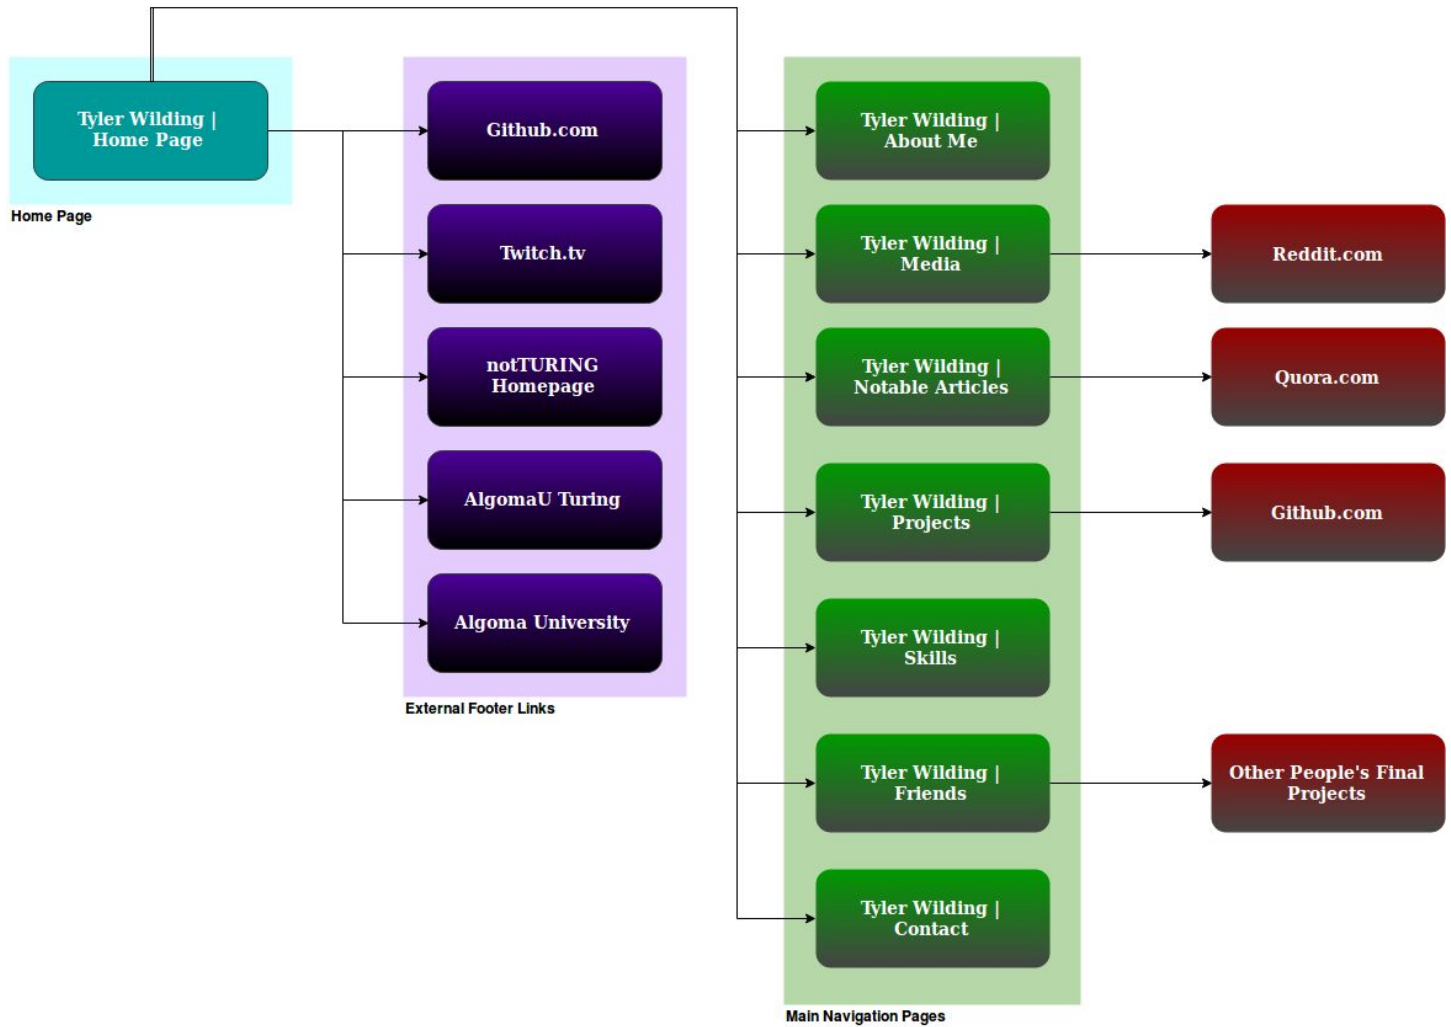 Tyler Wilding |
Home Page
Home Page
Github.com
Twitch.tv
notTURING
Homepage
AlgomaU Turing
Algoma University
External Footer Links
Tyler Wilding |
About Me
Tyler Wilding |
Media
Tyler Wilding |
Notable Articles
Tyler Wilding |
Projects
Tyler Wilding |
Skills
Tyler Wilding |
Friends
Tyler Wilding |
Contact
Main Navigation Pages
Reddit.com
Quora.com
Github.com
Other People's Final
Projects